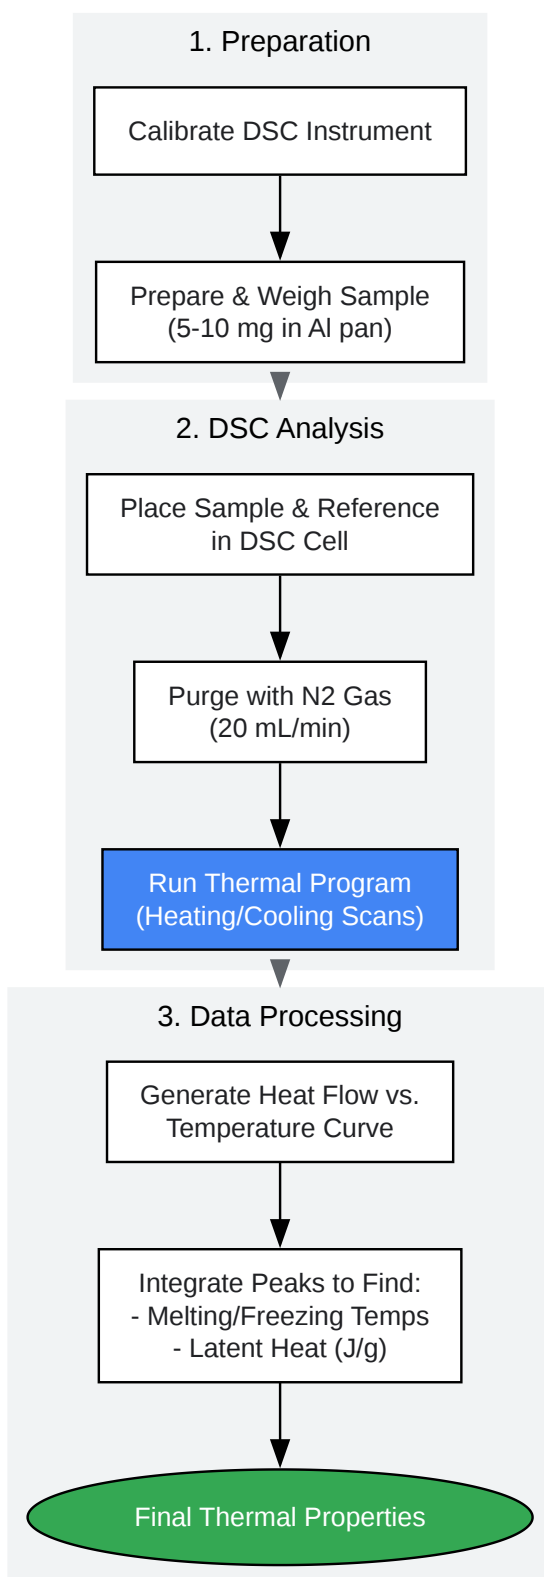 1. Preparation
Calibrate DSC Instrument
Prepare & Weigh Sample
(5-10 mg in Al pan)
2. DSC Analysis
Place Sample & Reference
in DSC Cell
Purge with N2 Gas
(20 mL/min)
Run Thermal Program
(Heating/Cooling Scans)
3. Data Processing
Generate Heat Flow vs.
Temperature Curve
Integrate Peaks to Find:
- Melting/Freezing Temps
- Latent Heat (J/g)
Final Thermal Properties